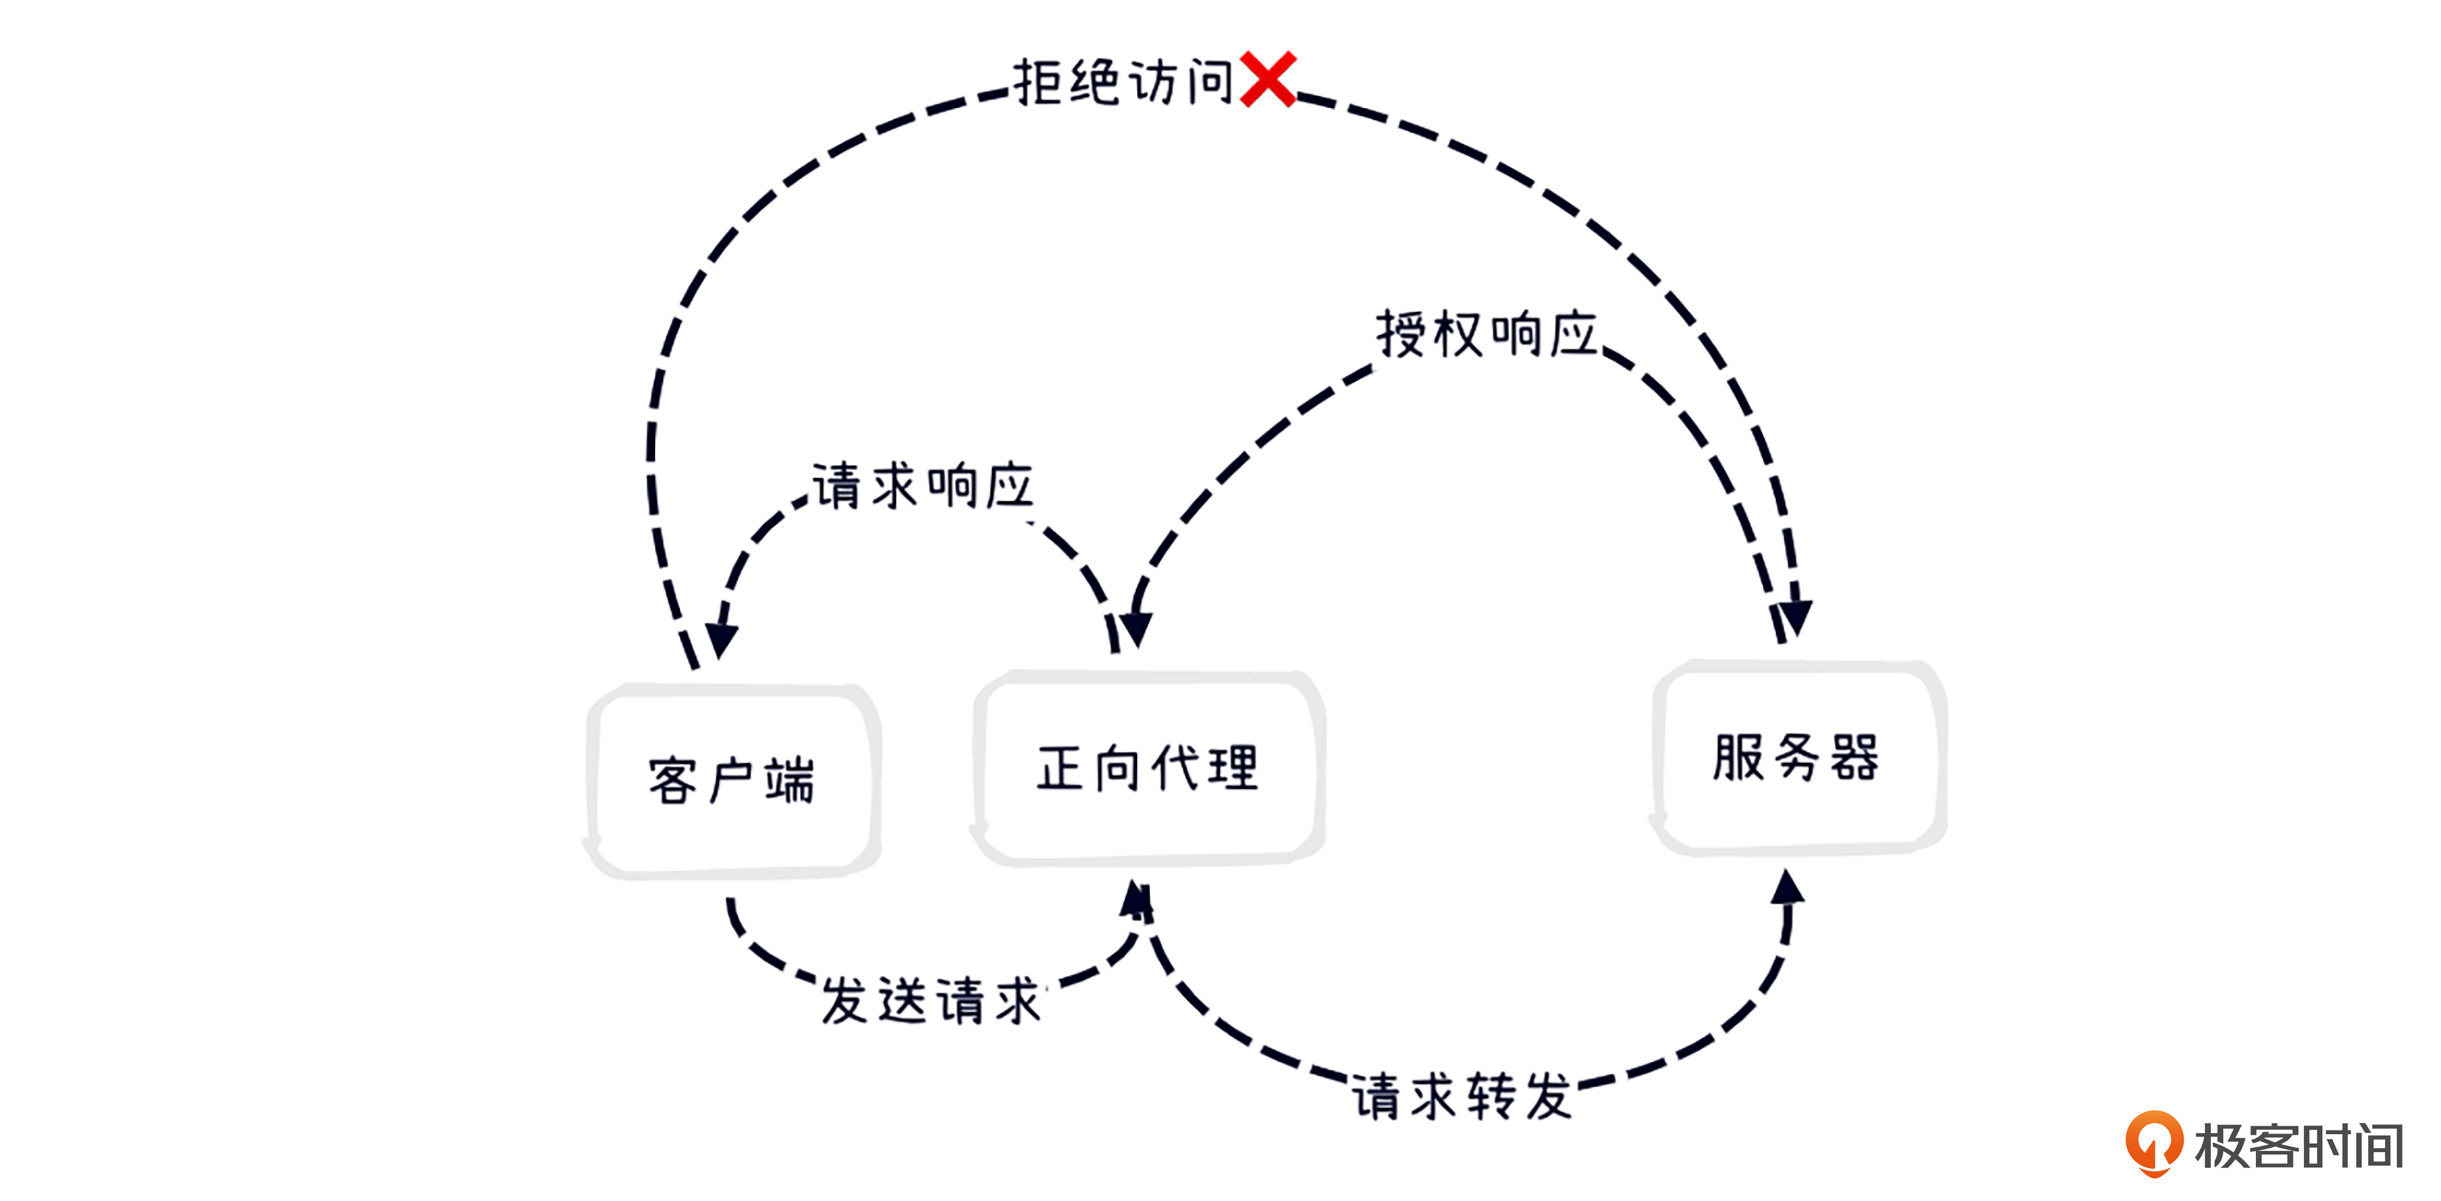 拒绝访问
授权响应
请求响应
客户端
正向代理
服务器
发送请求
请求转发
极客时间